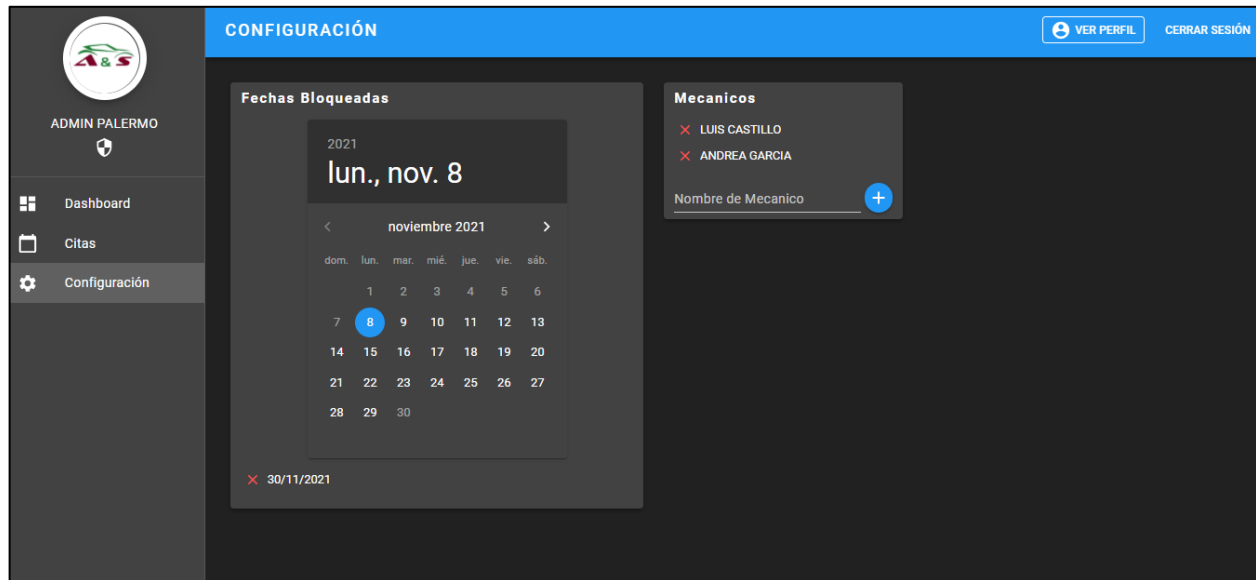 A & S
ADMIN PALERMO
Dashboard
Citas
Configuración
CONFIGURACIÓN
VER PERFIL
CERRAR SESIÓN
Fechas Bloqueadas
2021
lun., nov. 8
noviembre 2021
dom. lun. mar. mié. jue. vie. sáb.
1 2 3 4 5 6
7 8 9 10 11 12 13
14 15 16 17 18 19 20
21 22 23 24 25 26 27
28 29 30
30/11/2021
Mecanicos
LUIS CASTILLO
ANDREA GARCIA
Nombre de Mecanico